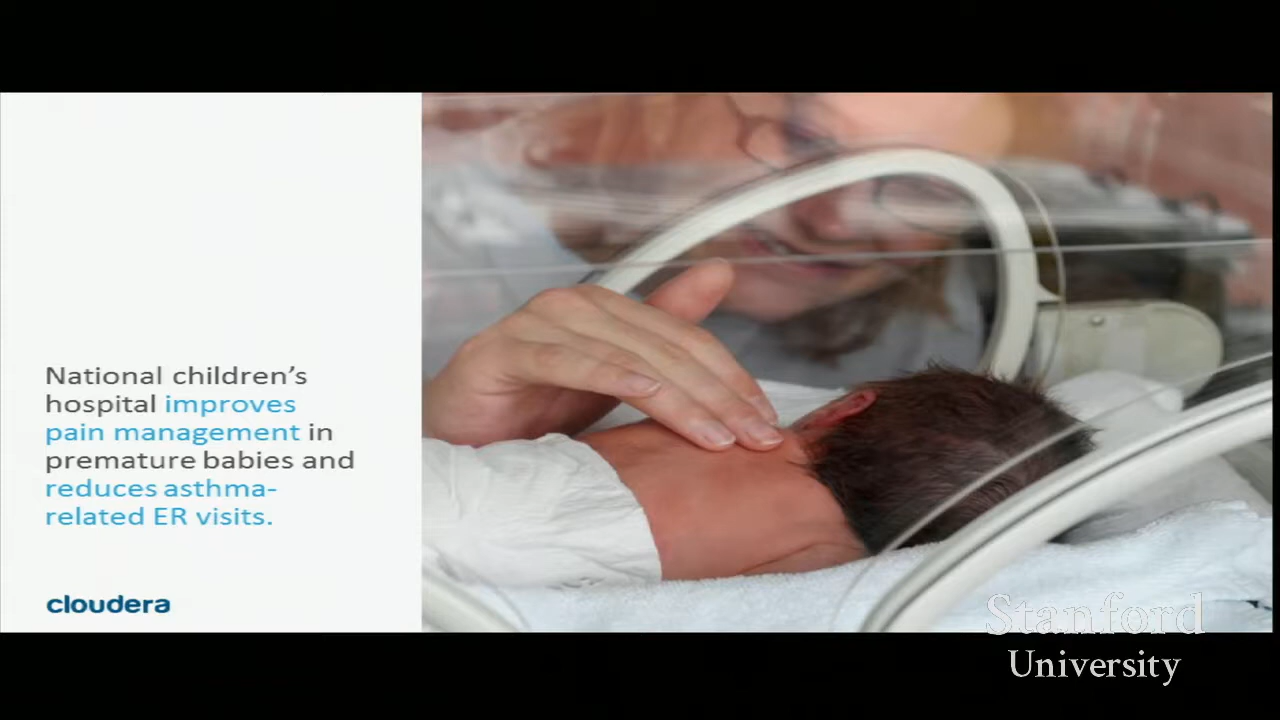 National children's
hospital improves
pain management in
premature babies and
reduces asthma-
related ER visits.
cloudera
Stanford
University